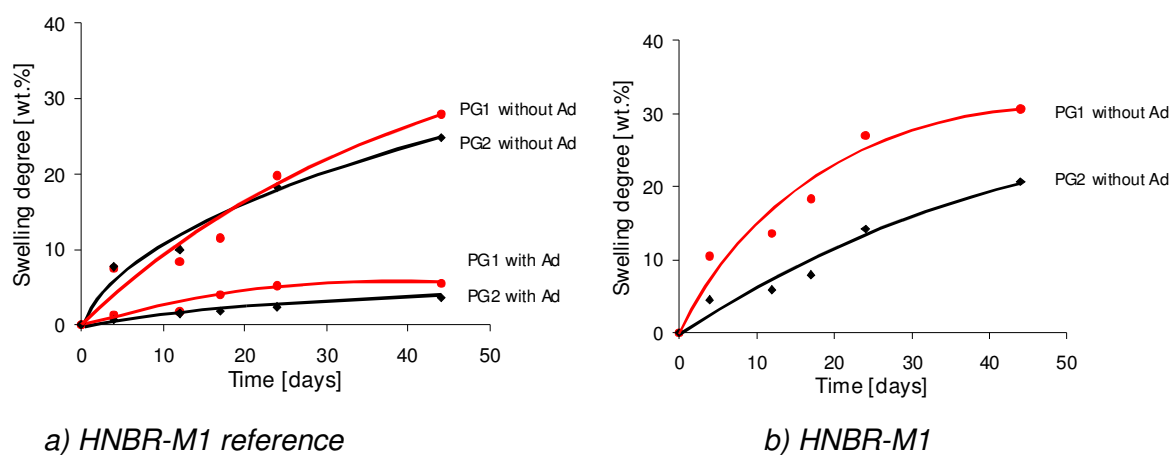 40
30
20
10
0
Swelling degree [wt.%]
PG1 without Ad
PG2 without Ad
PG1 with Ad
PG2 with Ad
0 10 20 30 40 50
Time [days]
a) HNBR-M1 reference
40
30
20
10
0
Swelling degree [wt.%]
PG1 without Ad
PG2 without Ad
0 10 20 30 40 50
Time [days]
b) HNBR-M1